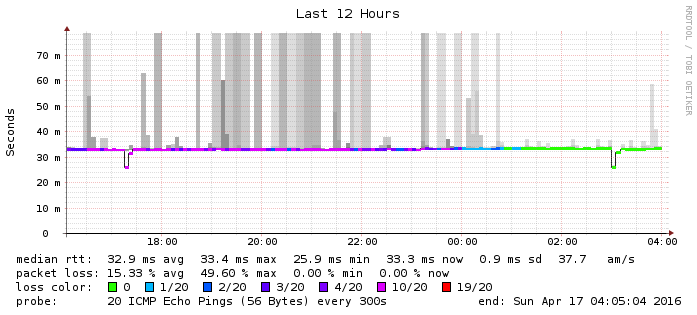 Last 12 Hours
RRDTOOL / TOBI OETIKER
Seconds
70 m
60 m
50 m
40 m
30 m
20 m
10 m
0
18:00 20:00 22:00 00:00 02:00 04:00
median rtt: 32.9 ms avg 33.4 ms max 25.9 ms min 33.3 ms now 0.9 ms sd 37.7 am/s
packet loss: 15.33 % avg 49.60 % max 0.00 % min 0.00 % now
loss color: 0 1/20 2/20 3/20 4/20 10/20 19/20
probe: 20 ICMP Echo Pings (56 Bytes) every 300s end: Sun Apr 17 04:05:04 2016